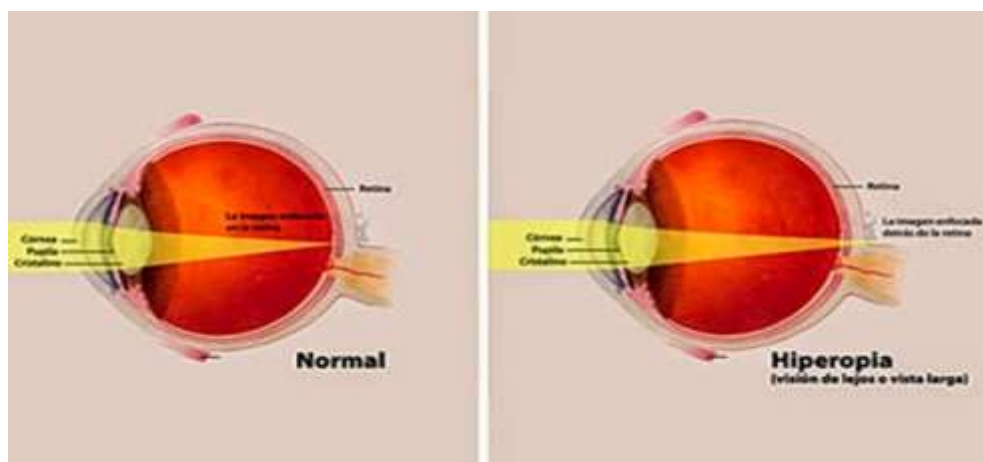 Retina
La imagen enfocada
en la retina
Córnea
Pupila
Cristalino
Normal
Retina
La imagen enfocada
detrás de la retina
Córnea
Pupila
Cristalino
Hiperopia
(visión de lejos o vista larga)